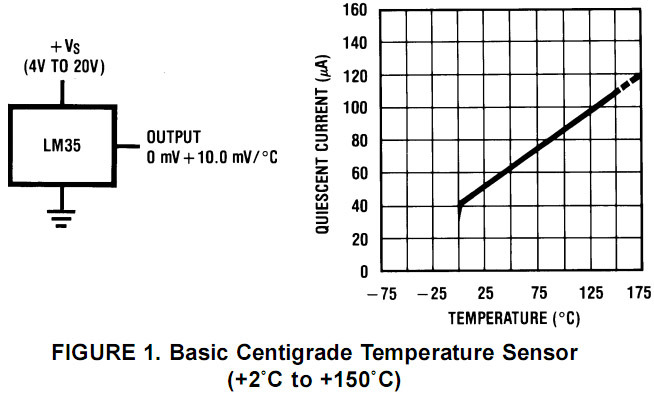 +VS
(4V TO 20V)
LM35
OUTPUT
0 mV + 10.0 mV/°C
QUIESCENT CURRENT (μA)
160
140
120
100
80
60
40
20
0
−75 −25 25 75 125 175
TEMPERATURE (°C)
FIGURE 1. Basic Centigrade Temperature Sensor
(+2˚C to +150˚C)